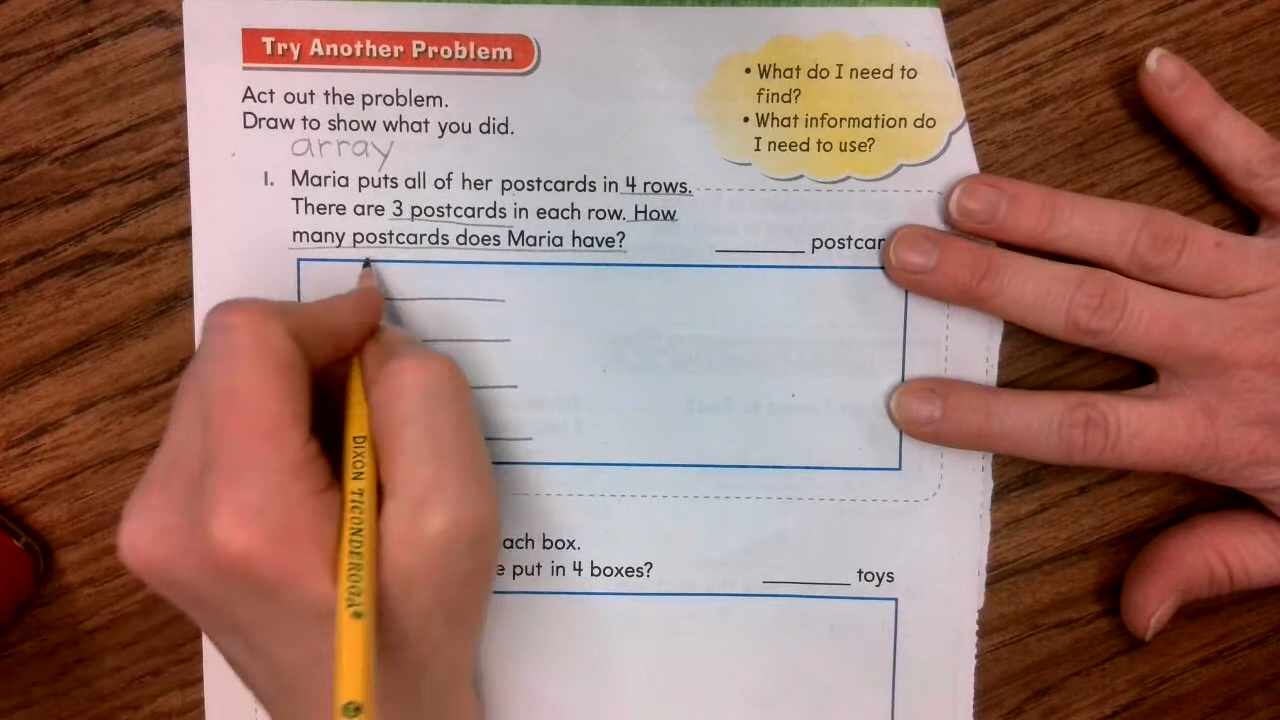 Try Another Problem
Act out the problem.
Draw to show what you did.
• What do I need to
find?
• What information do
I need to use?
array
1. Maria puts all of her postcards in 4 rows.
There are 3 postcards in each row. How
many postcards does Maria have? ________ postcar
ach box.
e put in 4 boxes? ________ toys
DIXON TICONDEROGA®